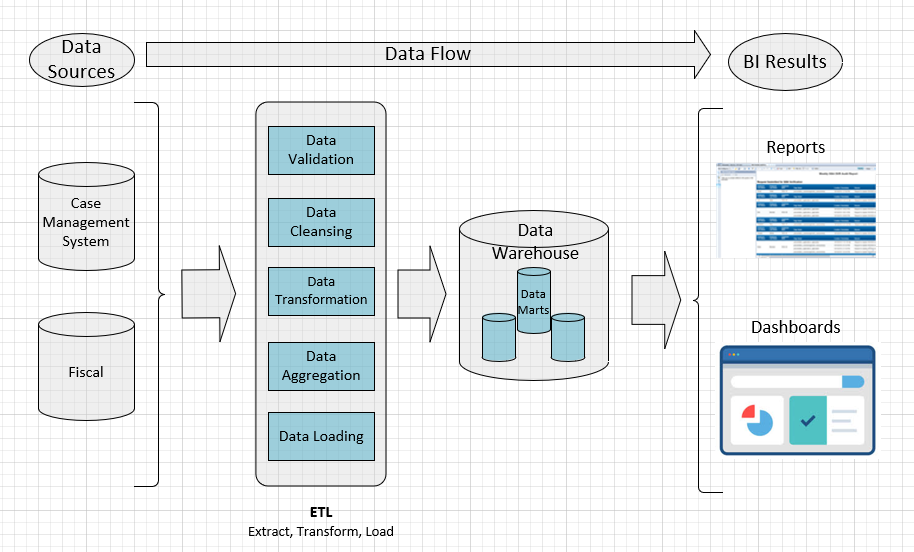 Data
Sources
Data Flow
BI Results
Case
Management
System
Fiscal
Data
Validation
Data
Cleansing
Data
Transformation
Data
Aggregation
Data Loading
ETL
Extract, Transform, Load
Data
Warehouse
Data
Marts
Reports
Dashboards